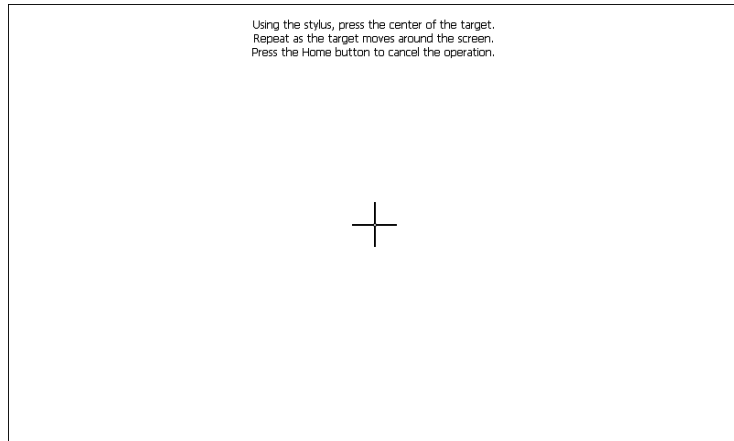 Using the stylus, press the center of the target.
Repeat as the target moves around the screen.
Press the Home button to cancel the operation.